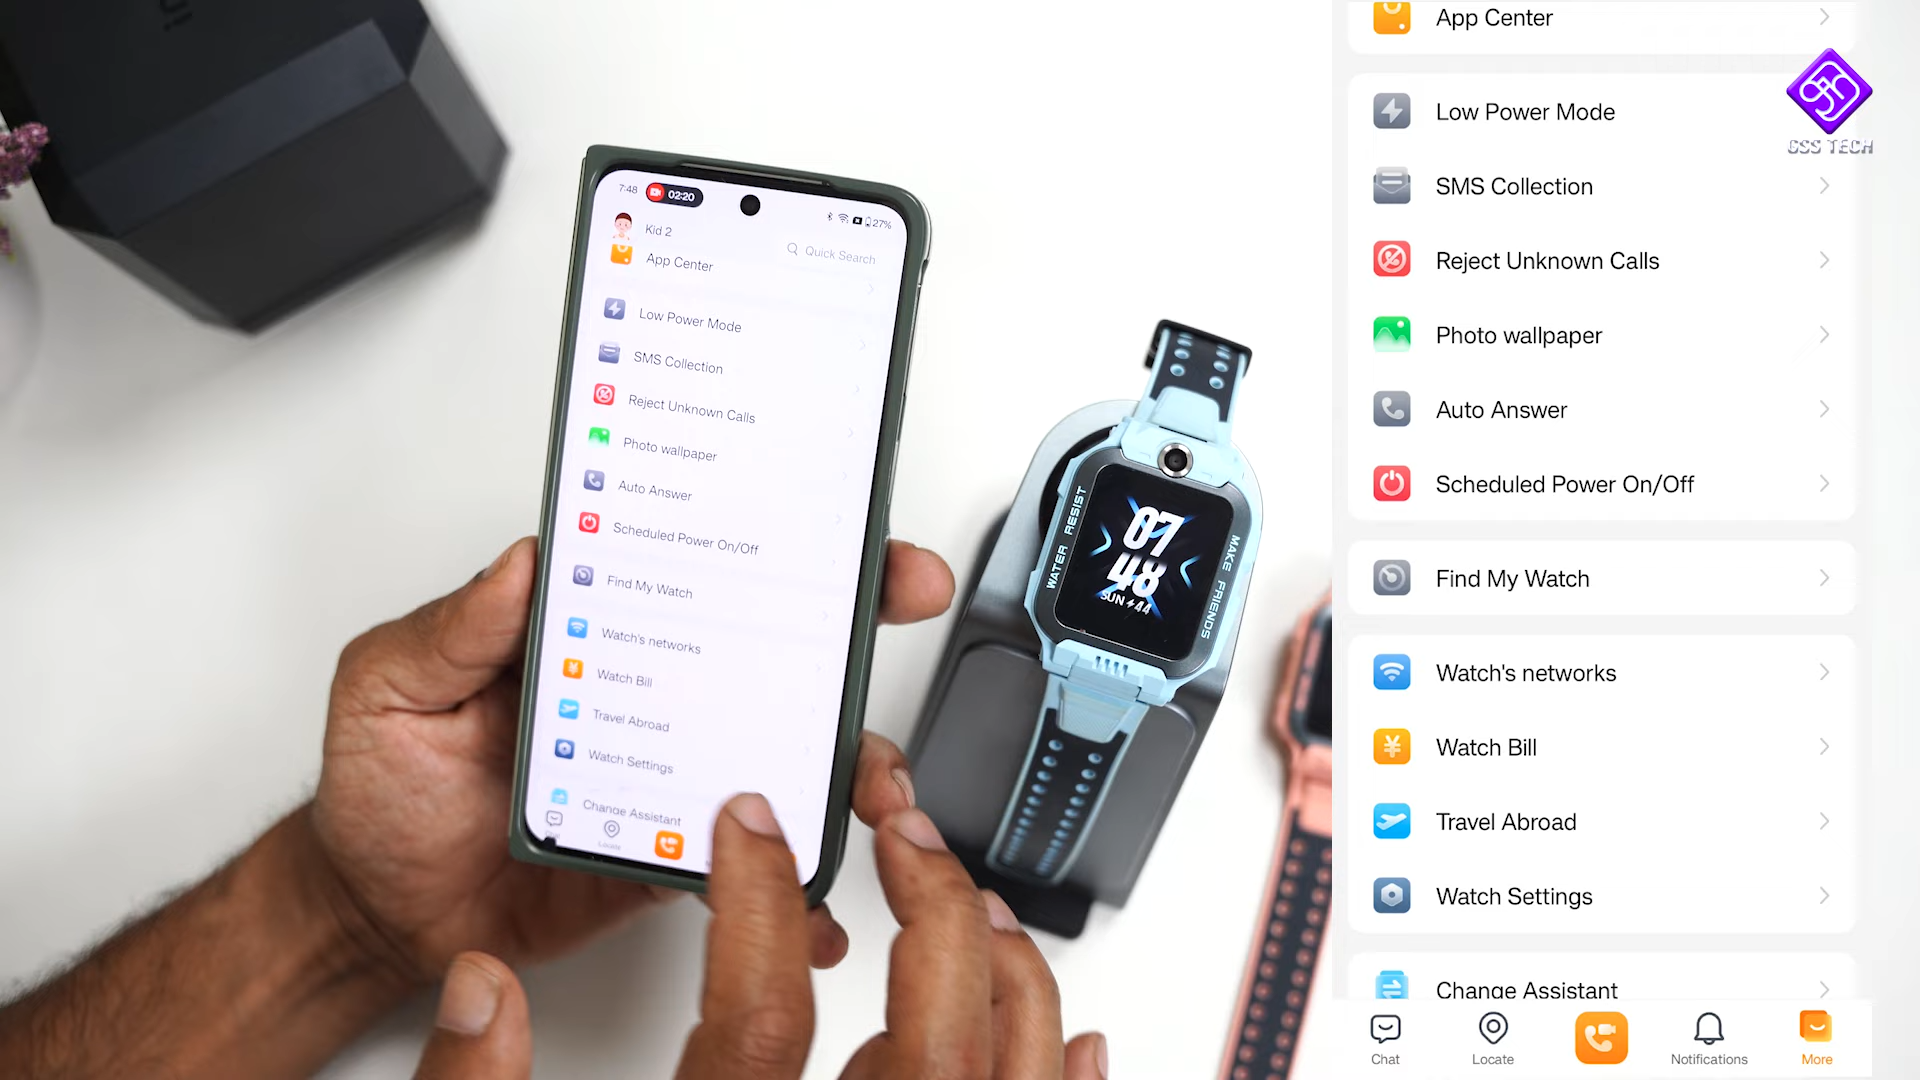 7:48
02:20
27%
Kid 2
Quick Search
App Center
Low Power Mode
SMS Collection
Reject Unknown Calls
Photo wallpaper
Auto Answer
Scheduled Power On/Off
Find My Watch
Watch's networks
Watch Bill
Travel Abroad
Watch Settings
Change Assistant
Locate
WATER RESIST
07
48
SUN 44
MAKE FRIENDS
App Center
Low Power Mode
SMS Collection
Reject Unknown Calls
Photo wallpaper
Auto Answer
Scheduled Power On/Off
Find My Watch
Watch's networks
Watch Bill
Travel Abroad
Watch Settings
Change Assistant
Chat
Locate
Notifications
More
GSS TECH